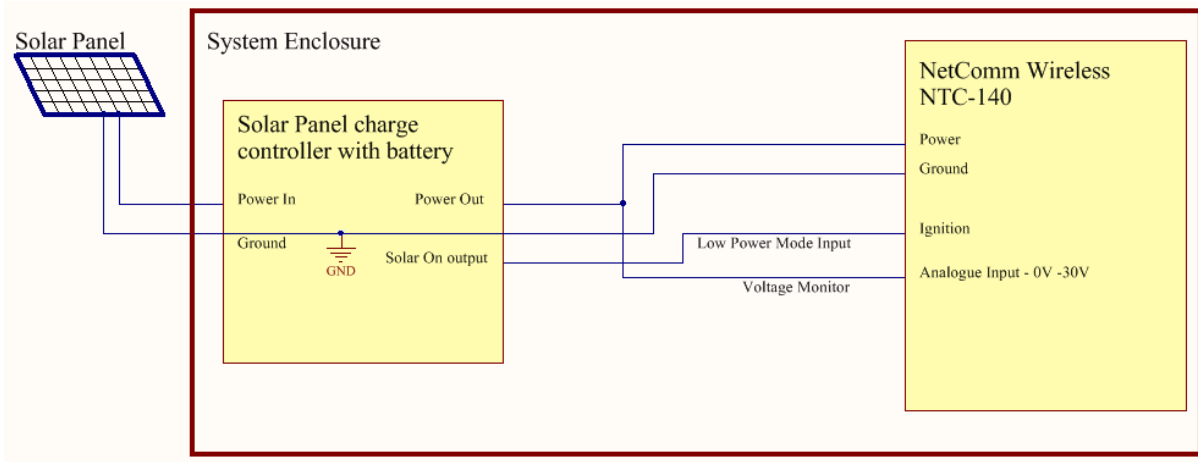 Solar Panel
System Enclosure
NetComm Wireless
NTC-140
Solar Panel charge
controller with battery
Power
Ground
Power In
Power Out
Ground
GND
Solar On output
Low Power Mode Input
Ignition
Voltage Monitor
Analogue Input - 0V -30V